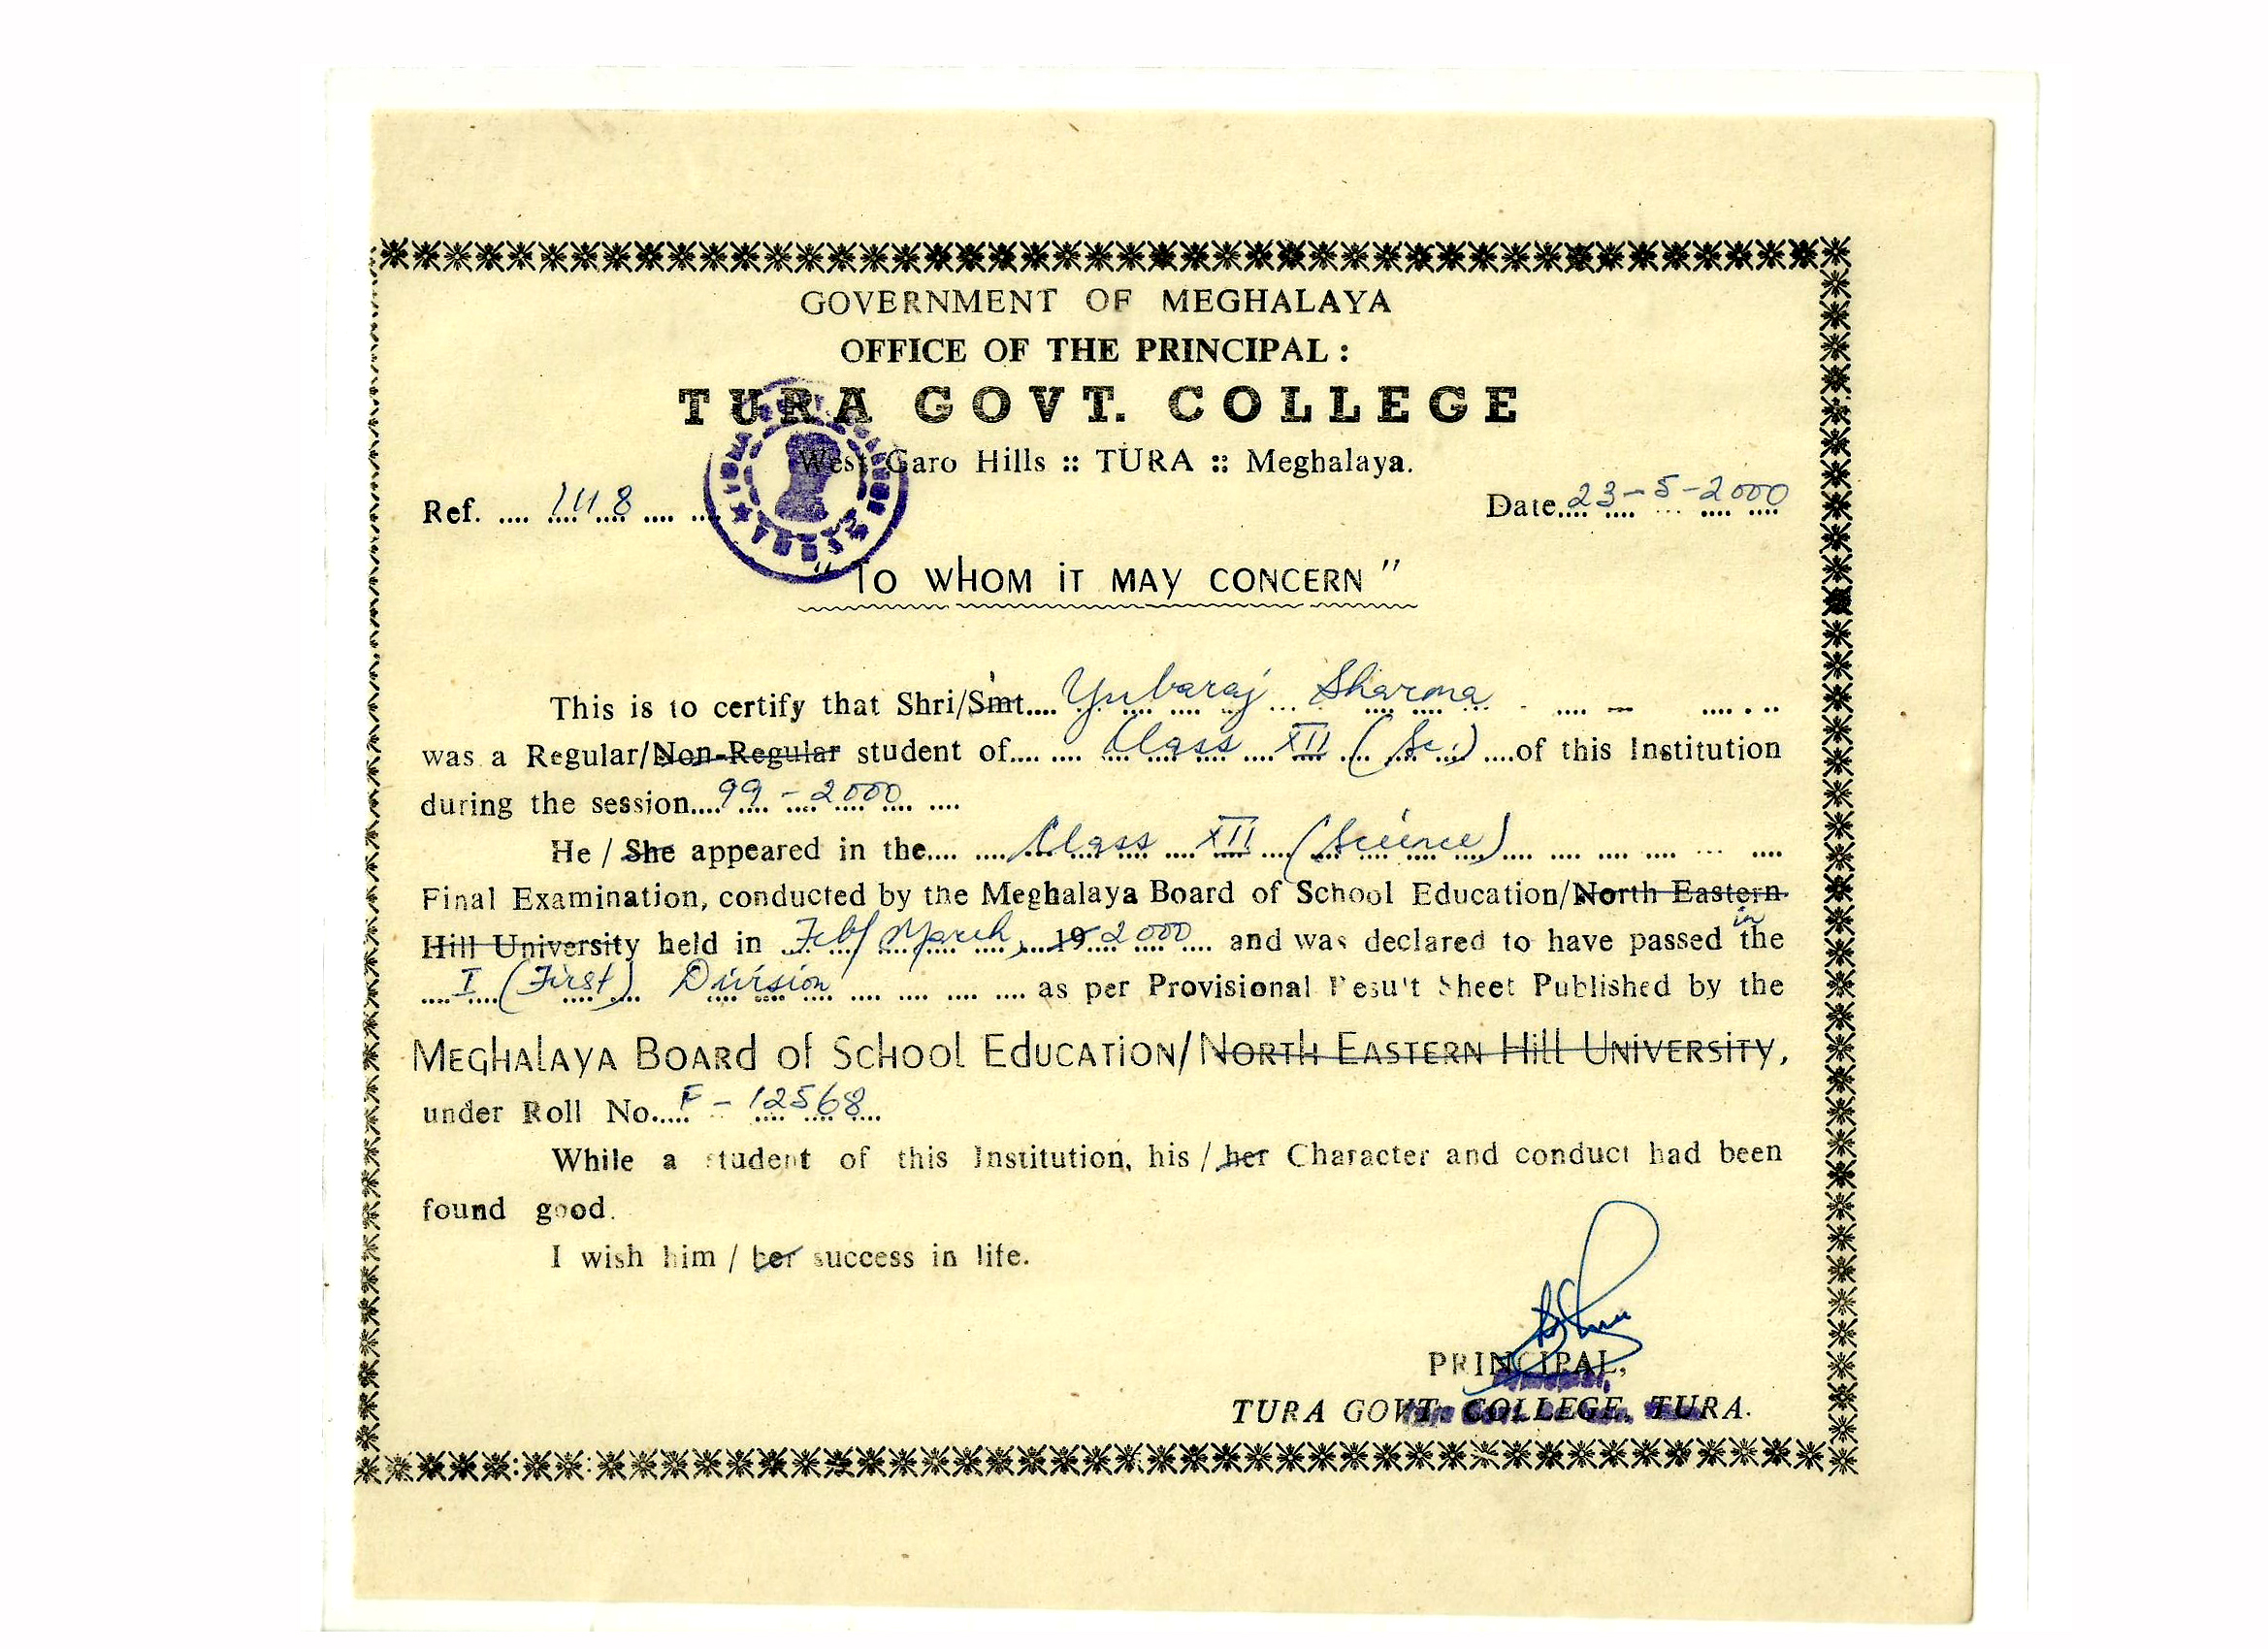 GOVERNMENT OF MEGHALAYA
OFFICE OF THE PRINCIPAL :
TURA GOVT. COLLEGE
West Garo Hills :: TURA :: Meghalaya.
Ref. .... 1118 .... .... Date....23-5-2000
"To WHOM iT MAY CONCERN"
This is to certify that Shri/Smt....Yubaraj Sharma
was a Regular/Non-Regular student of.... .... Class XII (Sc.) ....of this Institution
during the session....99-2000 ....
He / She appeared in the.... ....Class XII (Science).... .... .... .... ... ....
Final Examination, conducted by the Meghalaya Board of School Education/North Eastern
Hill University held in Feb/March, 19 2000 .... and was declared to have passed in the
....I (First) Division .... .... .... .... as per Provisional Result Sheet Published by the
MEGHALAYA BOARD of SCHOOL EDUCATION/NORTH EASTERN Hill UNIVERSITY,
under Roll No.....F-12568...
While a student of this Institution, his / her Character and conduct had been
found good.
I wish him / her success in life.
PRINCIPAL,
Principal,
TURA GOVT. COLLEGE, TURA.